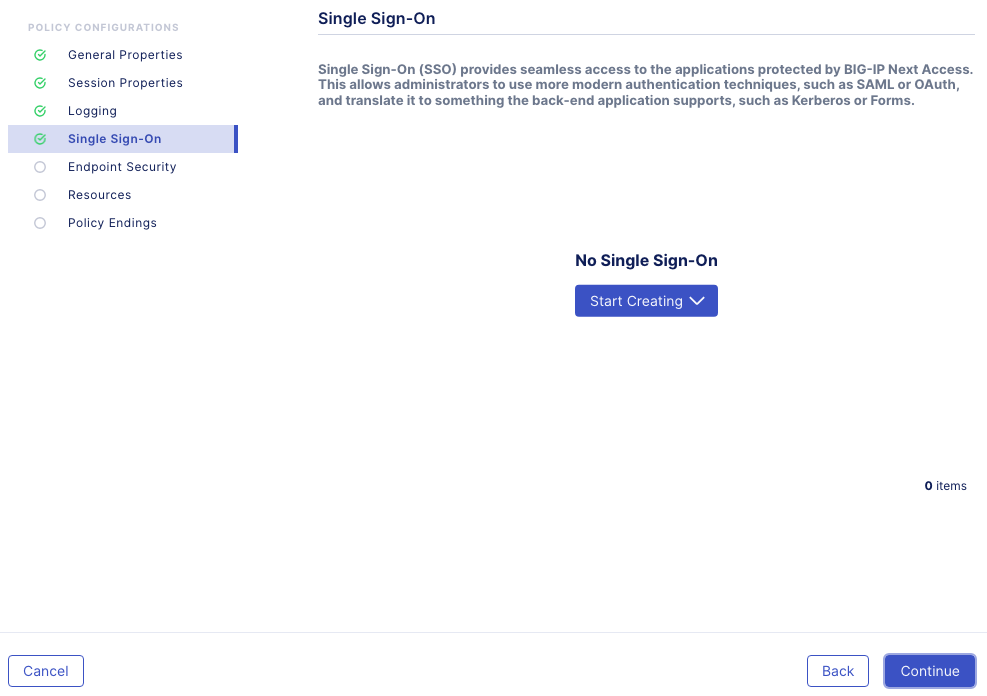 POLICY CONFIGURATIONS
General Properties
Session Properties
Logging
Single Sign-On
Endpoint Security
Resources
Policy Endings
Single Sign-On
Single Sign-On (SSO) provides seamless access to the applications protected by BIG-IP Next Access.
This allows administrators to use more modern authentication techniques, such as SAML or OAuth,
and translate it to something the back-end application supports, such as Kerberos or Forms.
No Single Sign-On
Start Creating
0 items
Cancel
Back
Continue